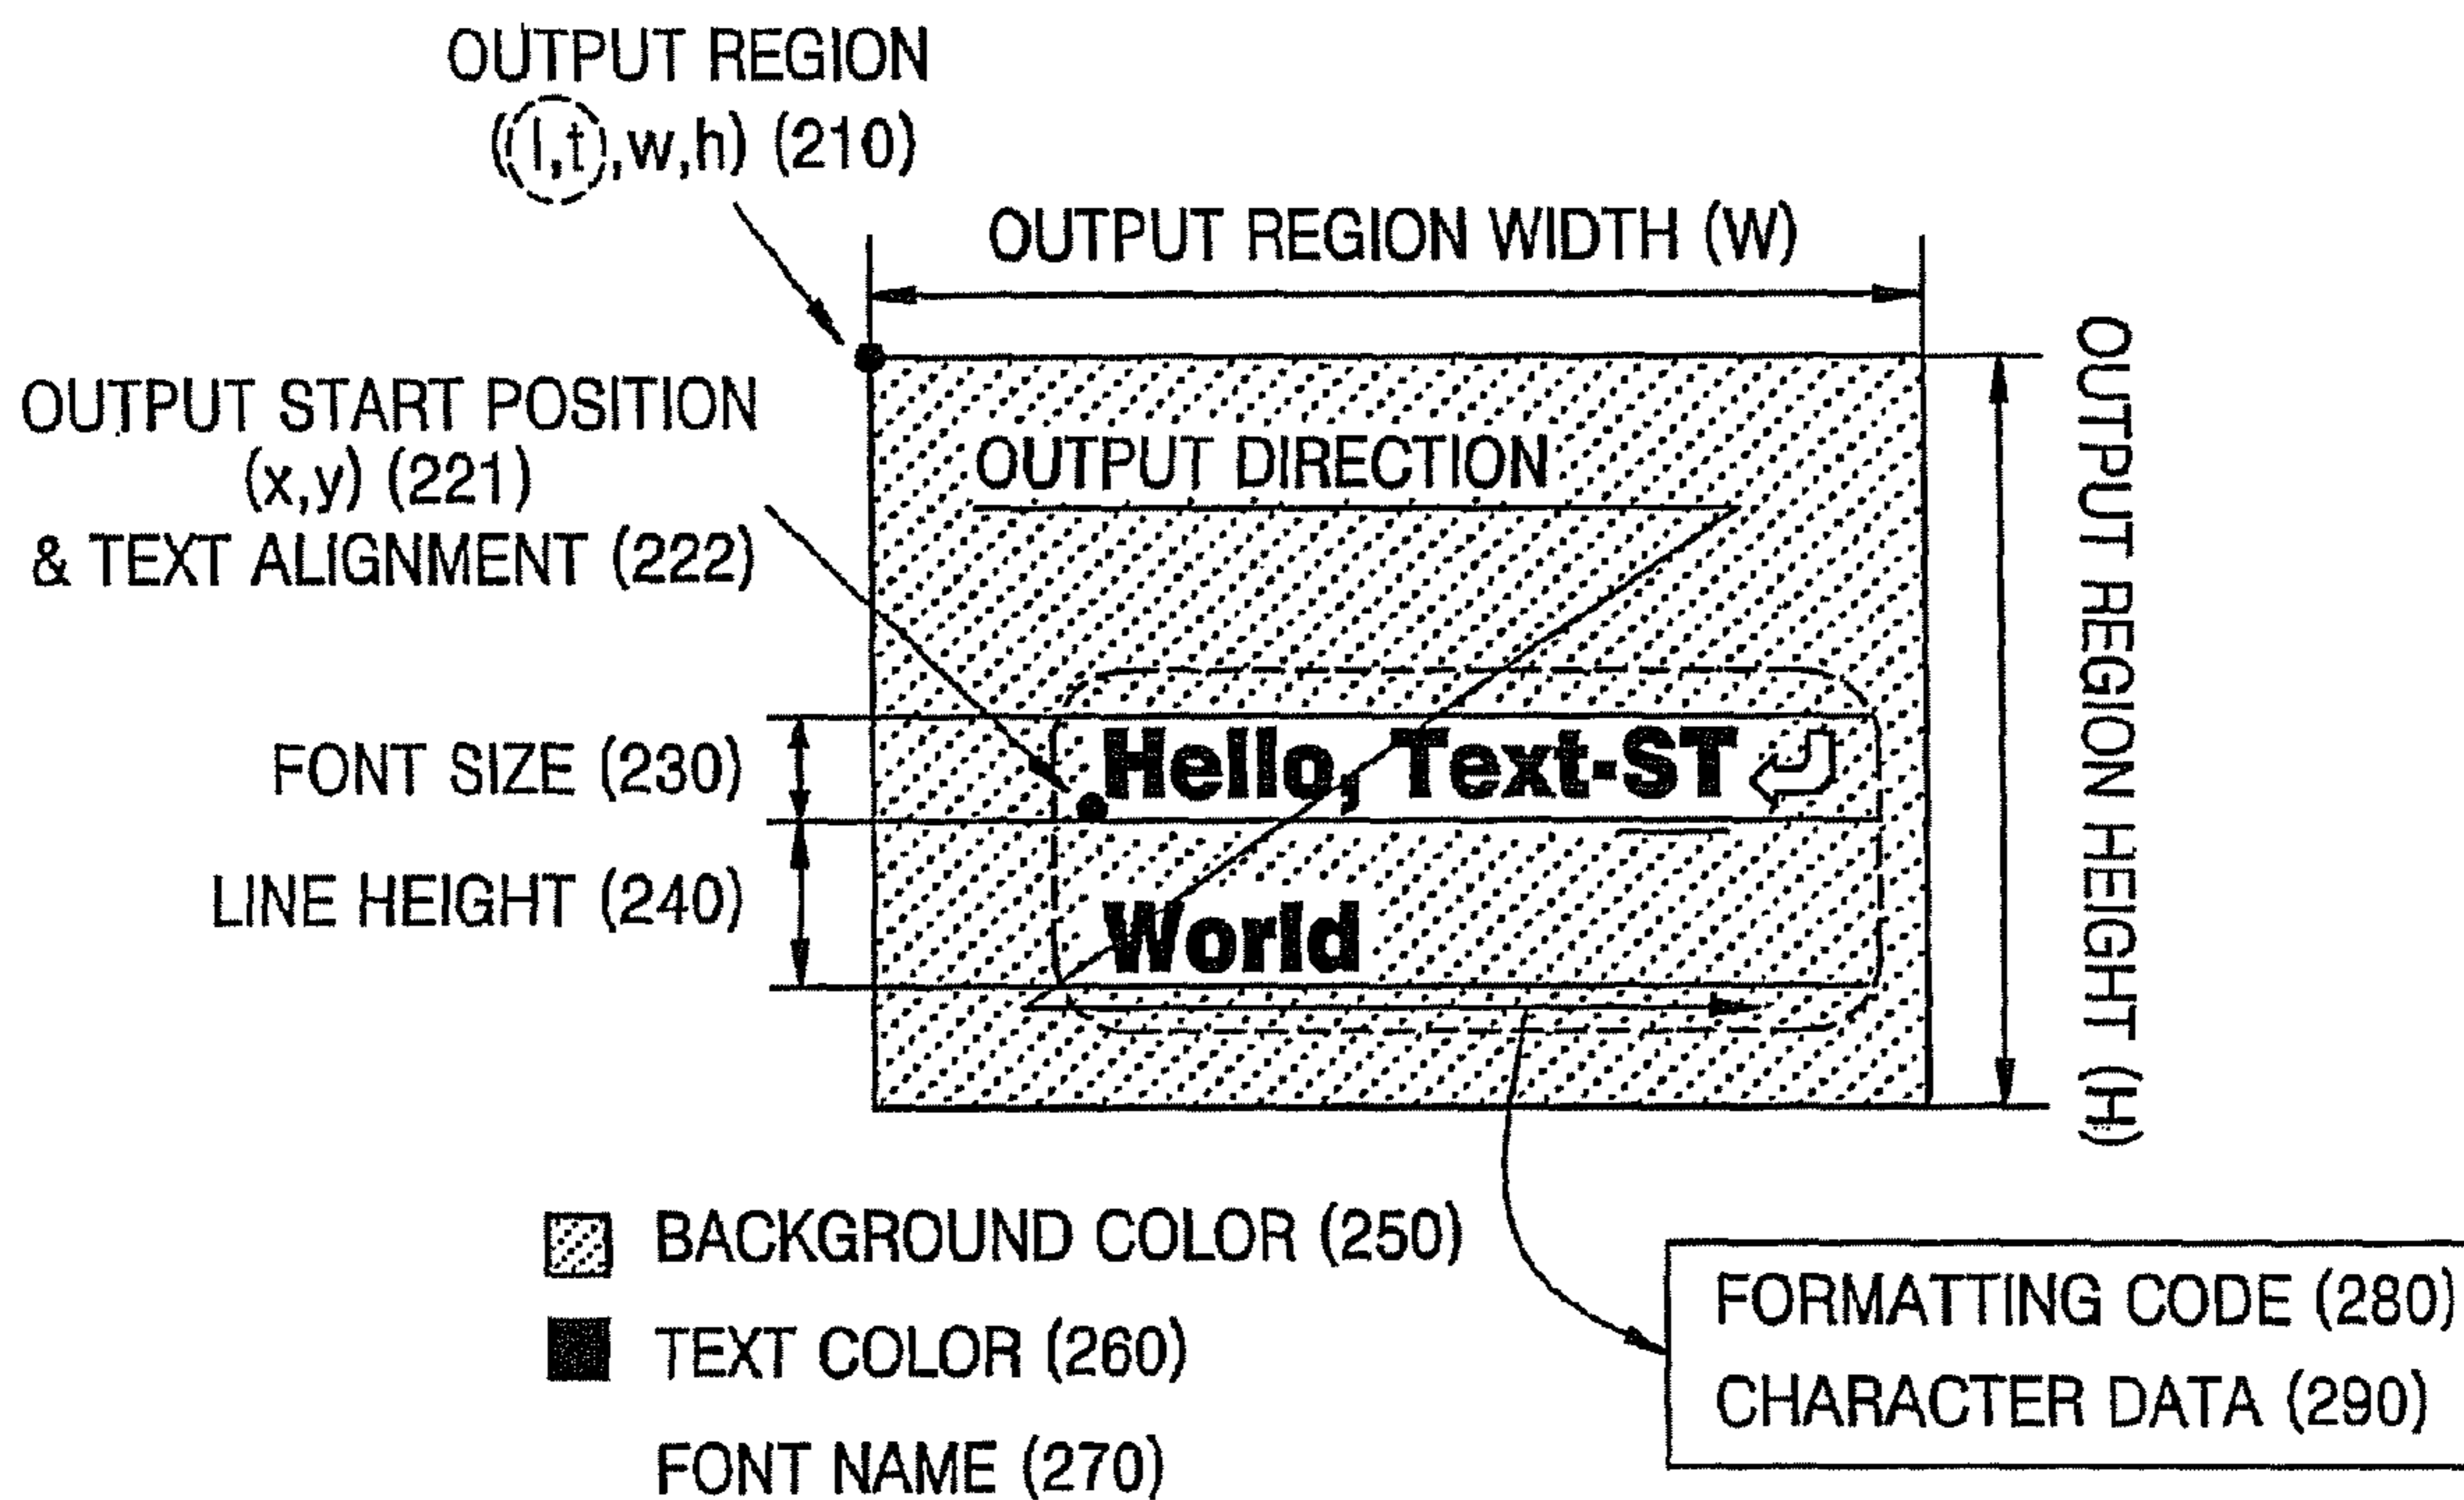 OUTPUT REGION
(l,t),w,h) (210)
OUTPUT REGION WIDTH (W)
OUTPUT REGION HEIGHT (H)
OUTPUT START POSITION
(x,y) (221)
& TEXT ALIGNMENT (222)
OUTPUT DIRECTION
FONT SIZE (230)
Hello, Text-ST
LINE HEIGHT (240)
World
BACKGROUND COLOR (250)
TEXT COLOR (260)
FONT NAME (270)
FORMATTING CODE (280)
CHARACTER DATA (290)